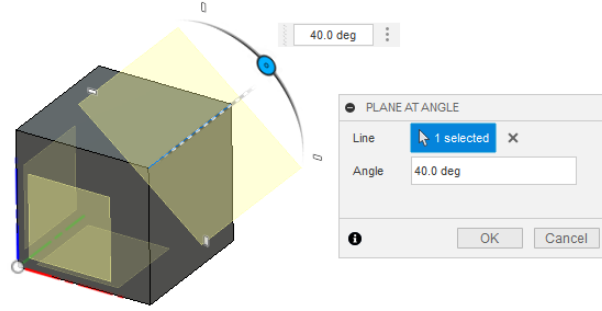 40.0 deg
PLANE AT ANGLE
Line 1 selected
Angle 40.0 deg
OK Cancel